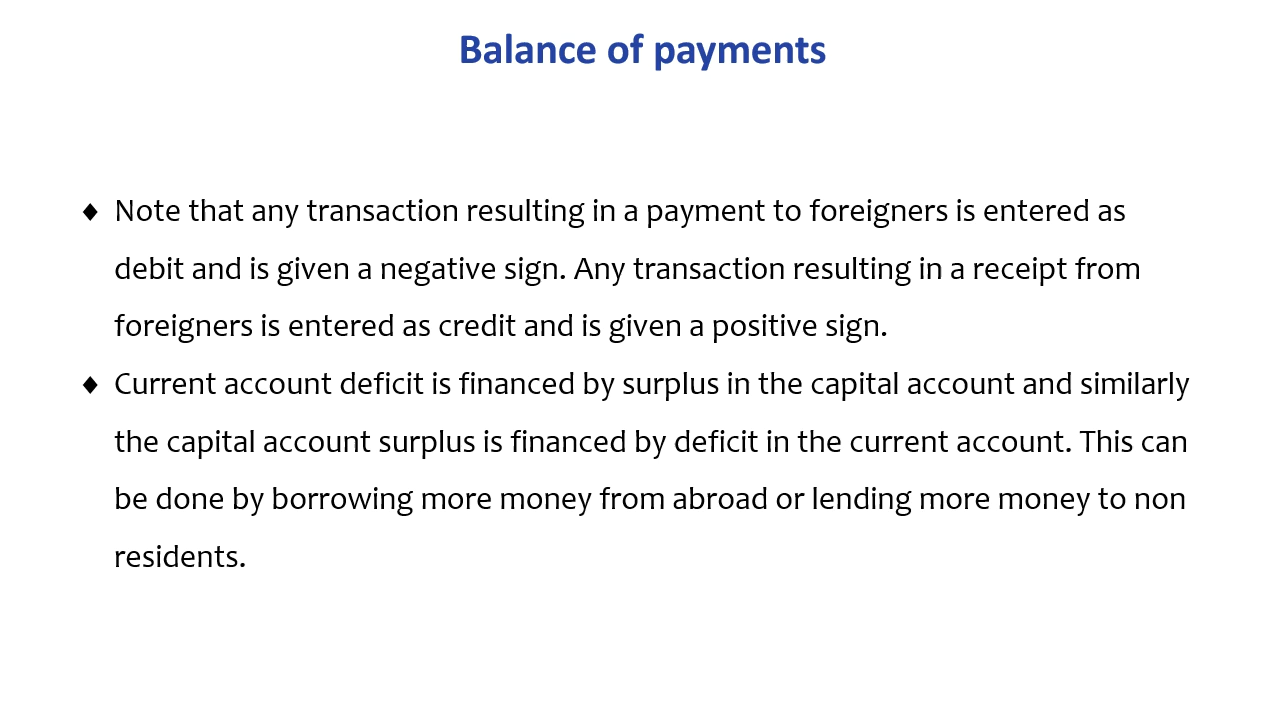 Balance of payments
♦ Note that any transaction resulting in a payment to foreigners is entered as
debit and is given a negative sign. Any transaction resulting in a receipt from
foreigners is entered as credit and is given a positive sign.
♦ Current account deficit is financed by surplus in the capital account and similarly
the capital account surplus is financed by deficit in the current account. This can
be done by borrowing more money from abroad or lending more money to non
residents.